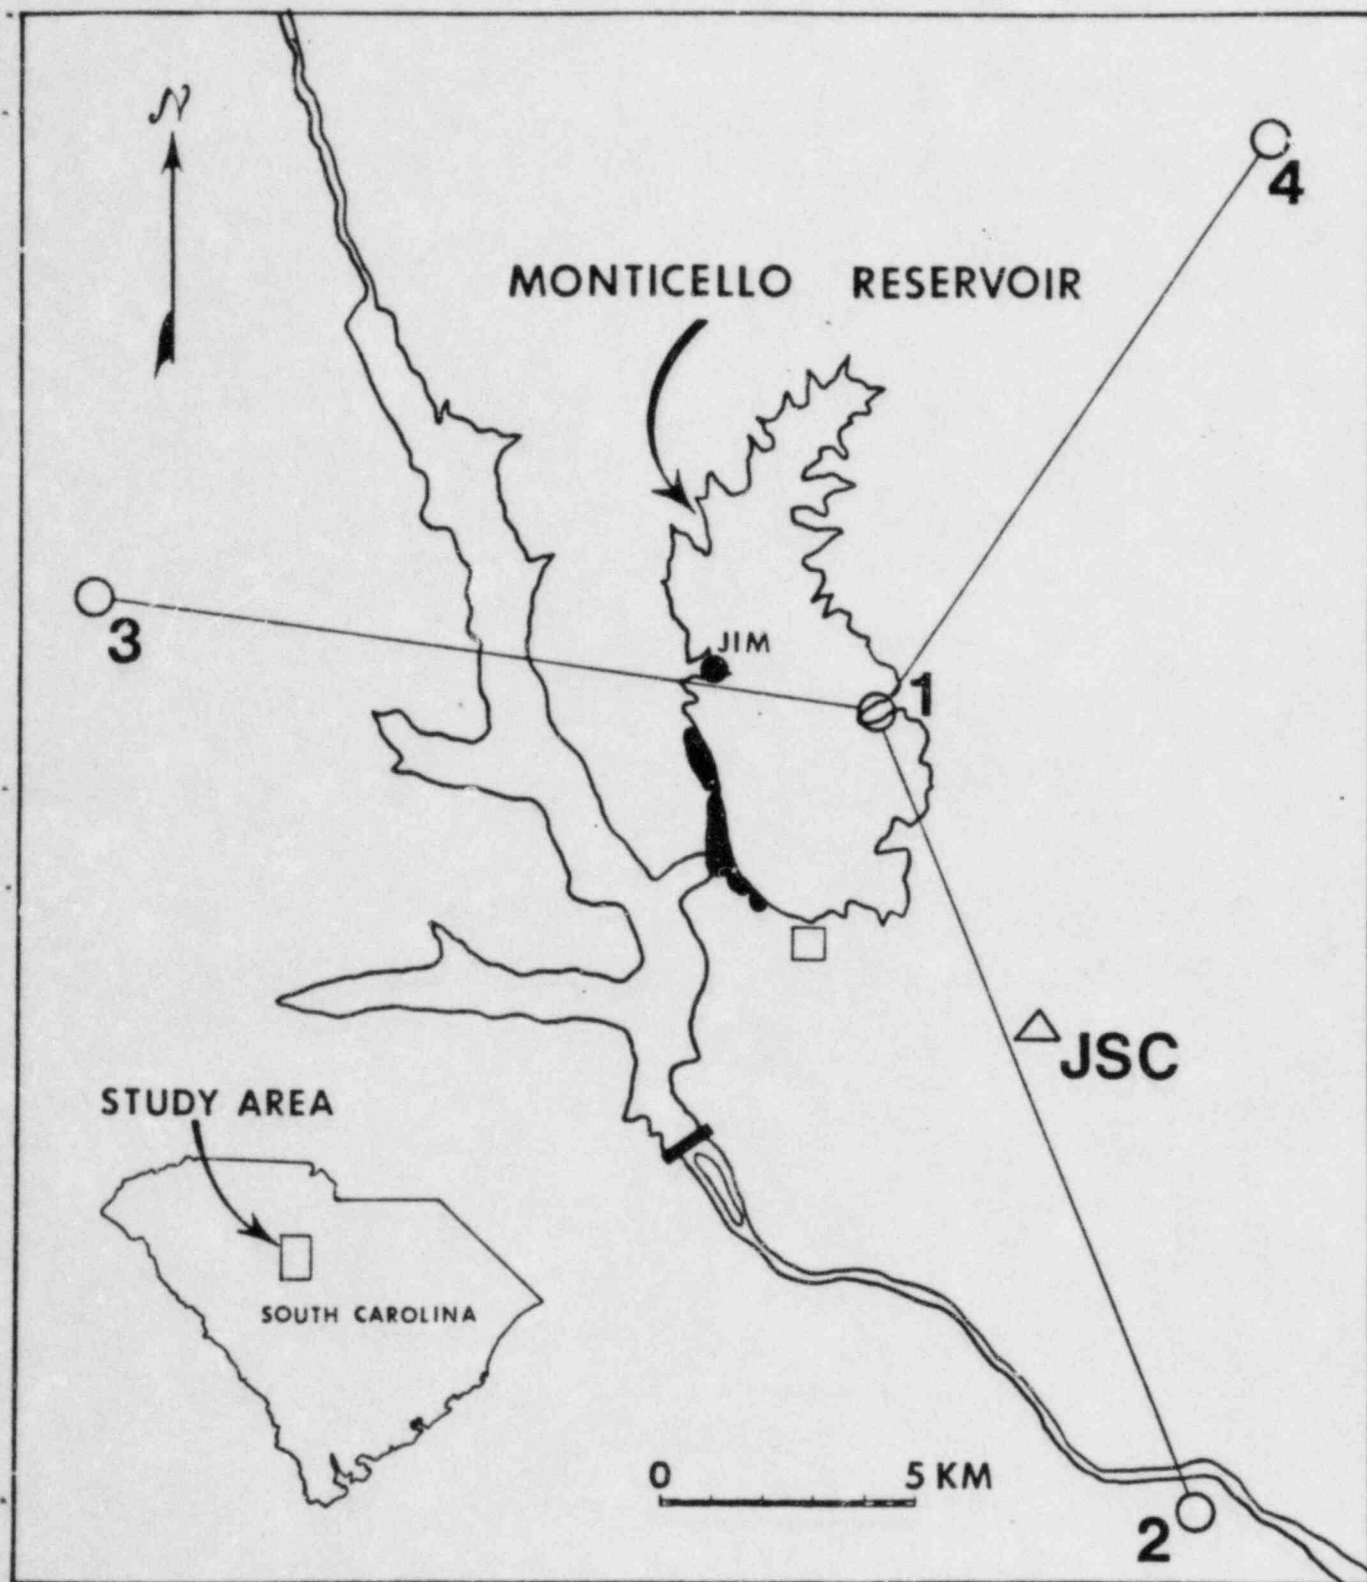 N
4
MONTICELLO RESERVOIR
3
JIM
1
JSC
STUDY AREA
SOUTH CAROLINA
0 5 KM
2